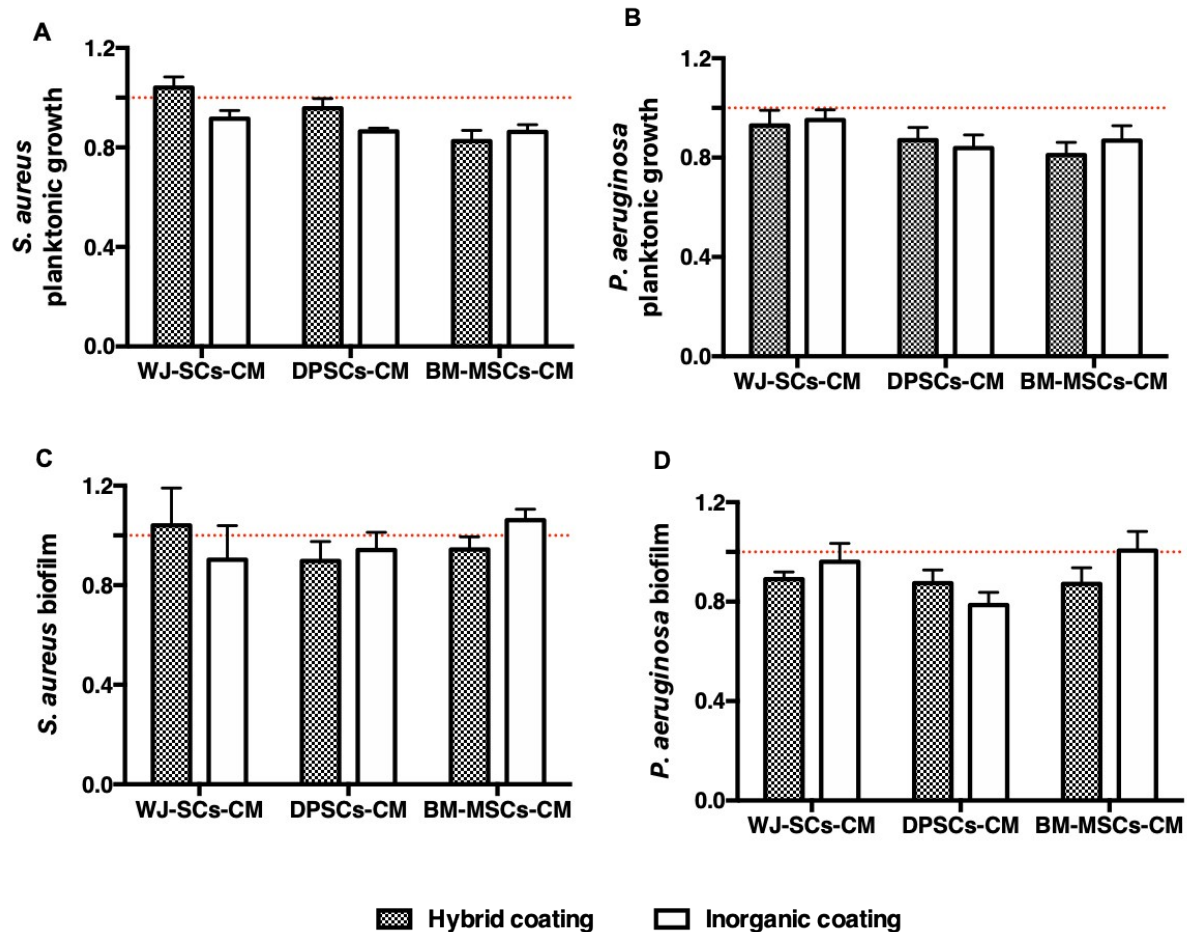 A
S. aureus
planktonic growth
1.2
0.8
0.4
0.0
WJ-SCs-CM DPSCs-CM BM-MSCs-CM
B
P. aeruginosa
planktonic growth
1.2
0.8
0.4
0.0
WJ-SCs-CM DPSCs-CM BM-MSCs-CM
C
S. aureus biofilm
1.2
0.8
0.4
0.0
WJ-SCs-CM DPSCs-CM BM-MSCs-CM
D
P. aeruginosa biofilm
1.2
0.8
0.4
0.0
WJ-SCs-CM DPSCs-CM BM-MSCs-CM
Hybrid coating Inorganic coating